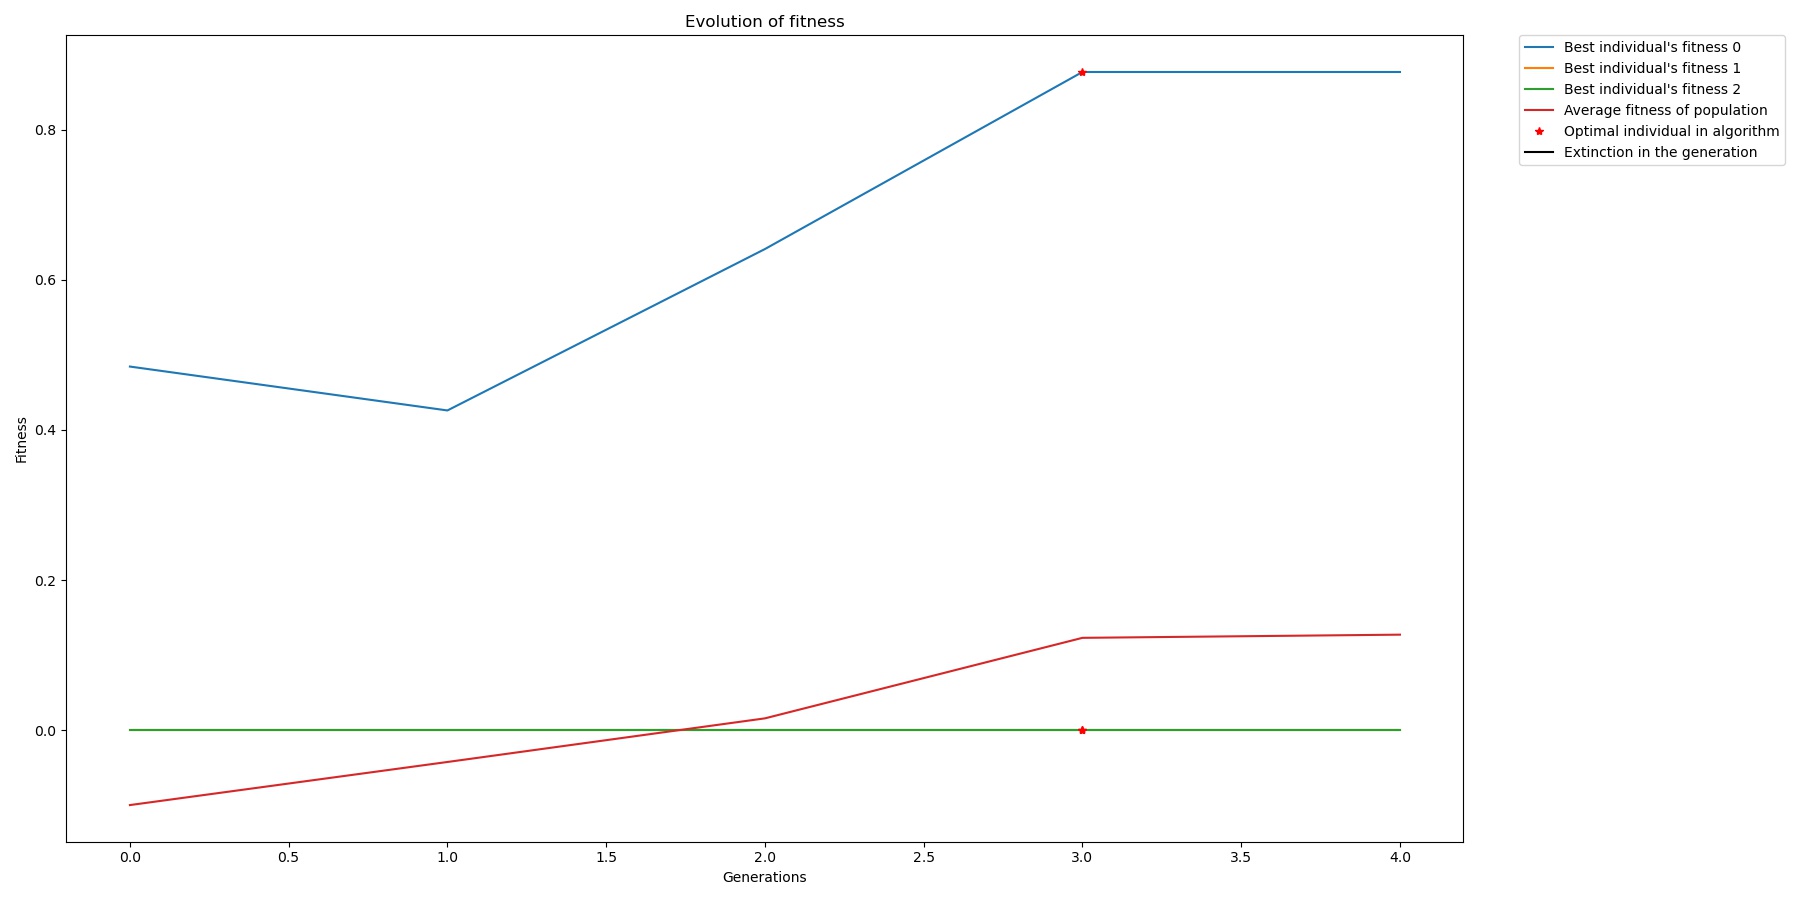 Evolution of fitness
Best individual's fitness 0
Best individual's fitness 1
Best individual's fitness 2
Average fitness of population
Optimal individual in algorithm
Extinction in the generation
Fitness
0.8
0.6
0.4
0.2
0.0
0.0 0.5 1.0 1.5 2.0 2.5 3.0 3.5 4.0
Generations